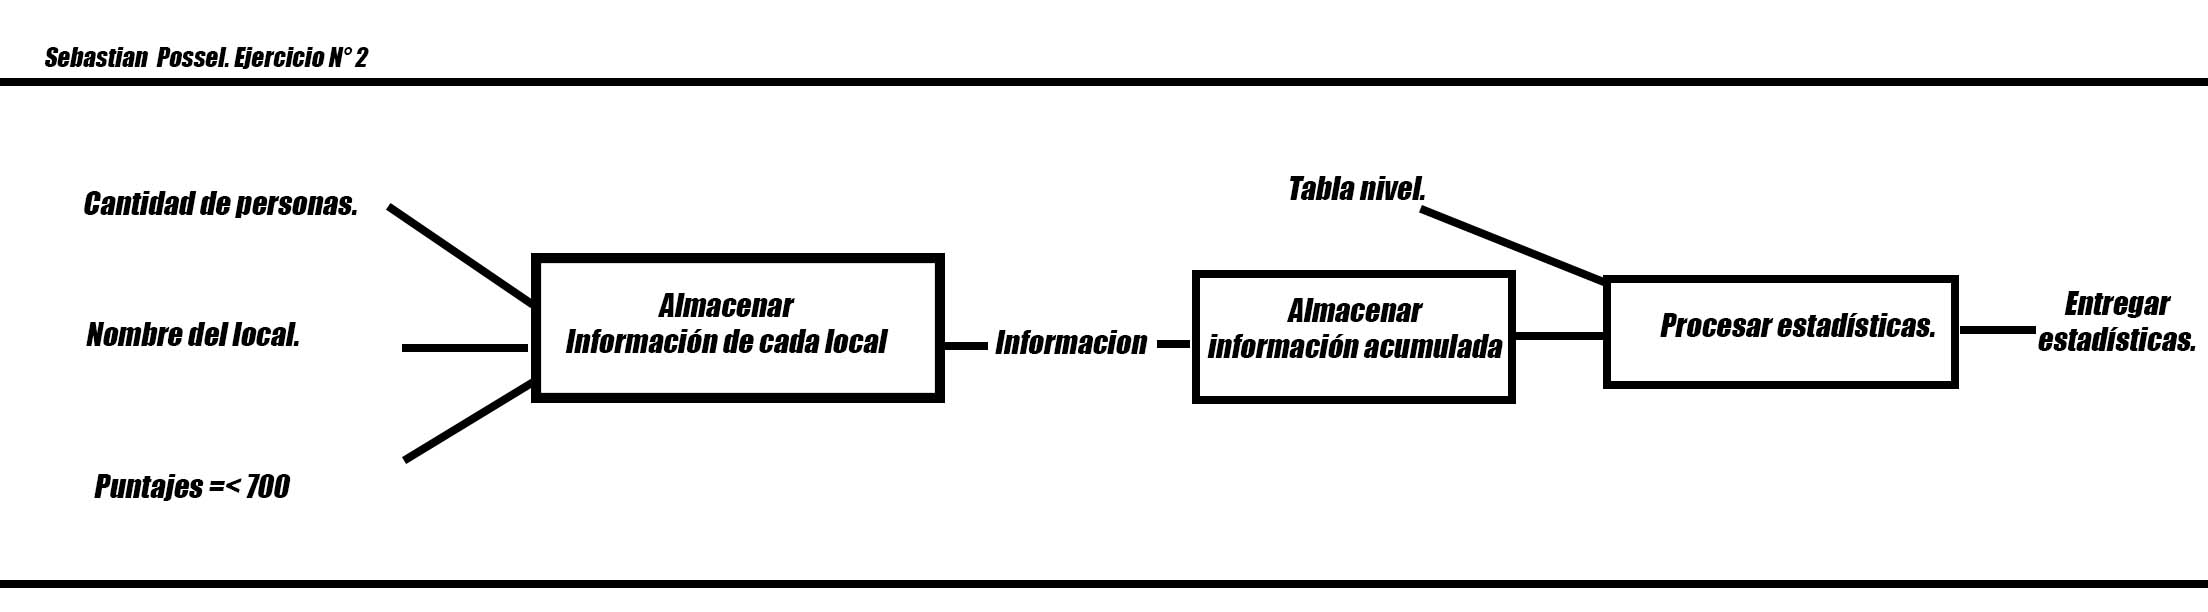 Sebastian Possel. Ejercicio N° 2
Cantidad de personas.
Nombre del local.
Puntajes =< 700
Almacenar
Información de cada local
Informacion
Almacenar
información acumulada
Tabla nivel.
Procesar estadísticas.
Entregar
estadísticas.